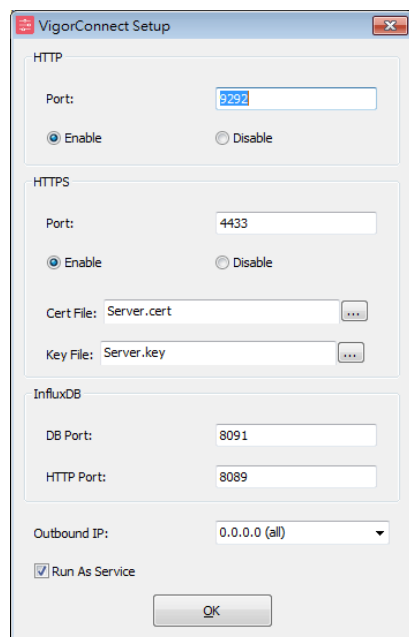 VigorConnect Setup
HTTP
Port: 9292
Enable Disable
HTTPS
Port: 4433
Enable Disable
Cert File: Server.cert ...
Key File: Server.key ...
InfluxDB
DB Port: 8091
HTTP Port: 8089
Outbound IP: 0.0.0.0 (all)
Run As Service
OK